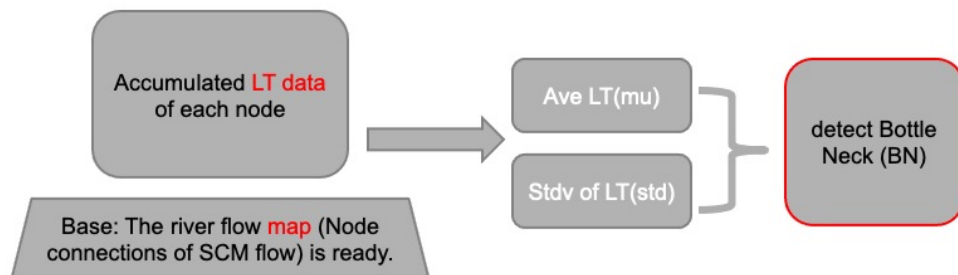 Accumulated LT data
of each node
Base: The river flow map (Node
connections of SCM flow) is ready.
Ave LT(mu)
Stdv of LT(std)
detect Bottle
Neck (BN)